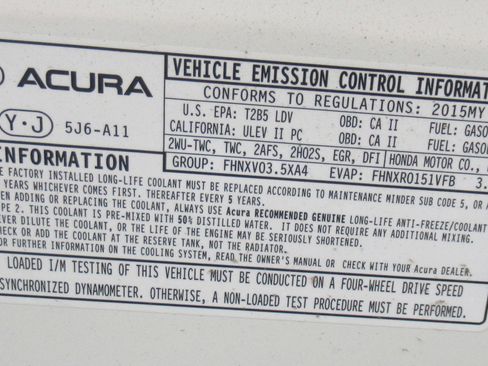 ACURA
Y·J 5J6-A11
VEHICLE EMISSION CONTROL INFORMAT
CONFORMS TO REGULATIONS: 2015MY
U.S. EPA: T2B5 LDV OBD: CA II FUEL: GASO
CALIFORNIA: ULEV II PC OBD: CA II FUEL: GASO
2WU-TWC, TWC, 2AFS, 2HO2S, EGR, DFI HONDA MOTOR CO.,
GROUP: FHNXV03.5XA4 EVAP: FHNXR0151VFB 3.
INFORMATION
FACTORY INSTALLED LONG-LIFE COOLANT MUST BE REPLACED ACCORDING TO MAINTENANCE MINDER SUB CODE 5, AND
YEARS WHICHEVER COMES FIRST. THEREAFTER EVERY 5 YEARS
WHEN ADDING OR REPLACING THE COOLANT, ALWAYS USE Acura RECOMMENDED GENUINE LONG-LIFE ANTI-FREEZE/COOLANT
PE 2. THIS COOLANT IS PRE-MIXED WITH 50% DISTILLED WATER. IT DOES NOT REQUIRE ANY ADDITIONAL MIXING.
VER DILUTE THE COOLANT, OR THE LIFE OF THE ENGINE MAY BE SERIOUSLY SHORTENED.
CHECK OR ADD THE COOLANT AT THE RESERVE TANK, NOT THE RADIATOR.
FOR FURTHER INFORMATION ON THE COOLING SYSTEM, READ THE OWNER'S MANUAL OR CHECK WITH YOUR Acura DEALER.
LOADED I/M TESTING OF THIS VEHICLE MUST BE CONDUCTED ON A FOUR-WHEEL DRIVE SPEED
SYNCHRONIZED DYNAMOMETER. OTHERWISE, A NON-LOADED TEST PROCEDURE MUST BE PERFORMED.